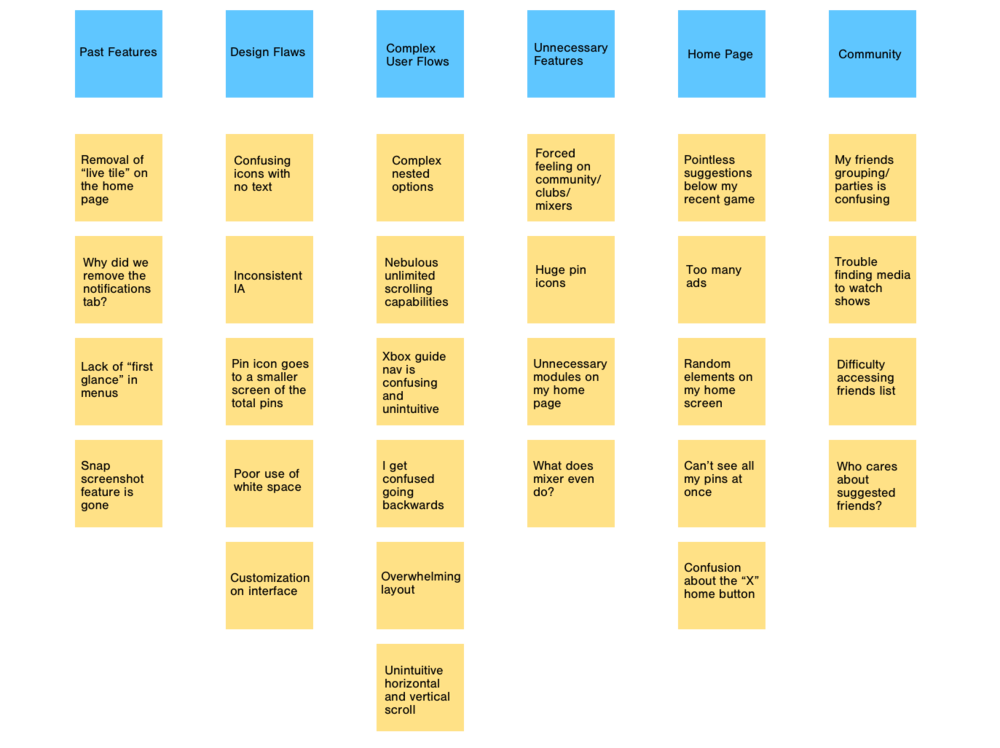 Past Features
Design Flaws
Complex
User Flows
Unnecessary
Features
Home Page
Community
Removal of
“live tile” on
the home
page
Confusing
icons with
no text
Complex
nested
options
Forced
feeling on
community/
clubs/
mixers
Pointless
suggestions
below my
recent game
My friends
grouping/
parties is
confusing
Why did we
remove the
notifications
tab?
Inconsistent
IA
Nebulous
unlimited
scrolling
capabilities
Huge pin
icons
Too many
ads
Trouble
finding media
to watch
shows
Lack of “first
glance” in
menus
Pin icon goes
to a smaller
screen of the
total pins
Xbox guide
nav is
confusing
and
unintuitive
Unnecessary
modules on
my home
page
Random
elements on
my home
screen
Difficulty
accessing
friends list
Snap
screenshot
feature is
gone
Poor use of
white space
I get
confused
going
backwards
What does
mixer even
do?
Can’t see all
my pins at
once
Who cares
about
suggested
friends?
Customization
on interface
Overwhelming
layout
Confusion
about the “X”
home button
Unintuitive
horizontal
and vertical
scroll